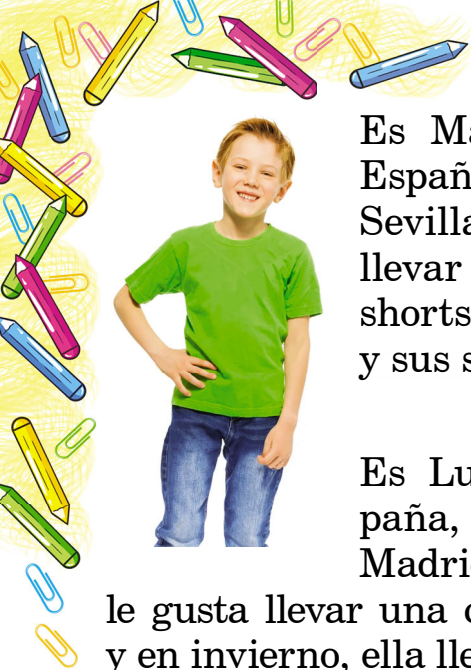 Es Ma
Españ
Sevilla
llevar
shorts
y sus s
Es Lu
paña,
Madri
le gusta llevar una
y en invierno, ella lle